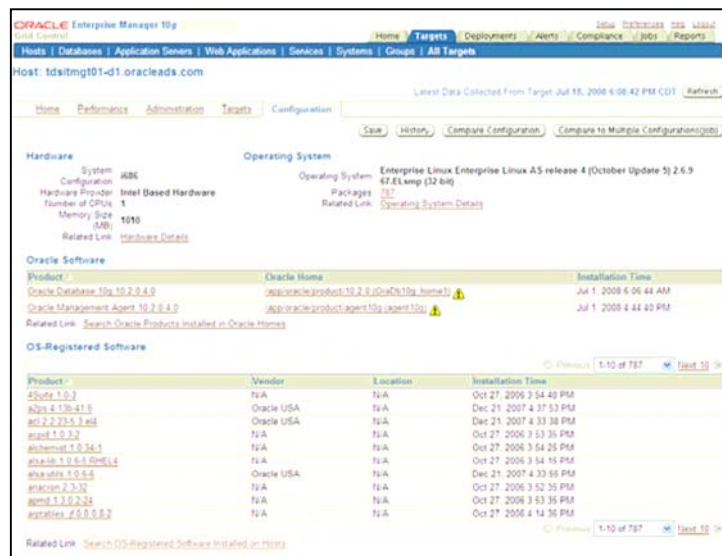 ORACLE Enterprise Manager 10g
Grid Control
Setup Preferences Help Logout
Home Targets Deployments Alerts Compliance Jobs Reports
Hosts | Databases | Application Servers | Web Applications | Services | Systems | Groups | All Targets
Host: tdsitmgt01-d1.oracleads.com
Latest Data Collected From Target Jul 18, 2008 6:08:42 PM CDT Refresh
Home Performance Administration Targets Configuration
Save History Compare Configuration Compare to Multiple Configurations(Job)
Hardware
System Configuration i686
Hardware Provider Intel Based Hardware
Number of CPUs 1
Memory Size (MB) 1010
Related Link Hardware Details
Operating System
Operating System Enterprise Linux Enterprise Linux AS release 4 (October Update 5) 2.6.9
67.ELsmp (32 bit)
Packages 787
Related Link Operating System Details
Oracle Software
Product Oracle Home Installation Time
Oracle Database 10g 10.2.0.4.0 /app/oracle/product/10.2.0 (OraDb10g_home1) Jul 1, 2008 6:06:44 AM
Oracle Management Agent 10.2.0.4.0 /app/oracle/product/agent10g (agent10g) Jul 1, 2008 4:44:40 PM
Related Link Search Oracle Products Installed in Oracle Homes
OS-Registered Software
Previous 1-10 of 787 Next 10
Product Vendor Location Installation Time
4Suite 1.0-3 N/A N/A Oct 27, 2006 3:54:40 PM
a2ps 4.13b-41.5 Oracle USA N/A Dec 21, 2007 4:37:53 PM
acl 2.2.23-5.3.el4 Oracle USA N/A Dec 21, 2007 4:33:38 PM
acpid 1.0.3-2 N/A N/A Oct 27, 2006 3:53:35 PM
alchemist 1.0.34-1 N/A N/A Oct 27, 2006 3:54:25 PM
alsa-lib 1.0.6-5.RHEL4 N/A N/A Oct 27, 2006 3:54:15 PM
alsa-utils 1.0.6-6 Oracle USA N/A Dec 21, 2007 4:33:55 PM
anacron 2.3-32 N/A N/A Oct 27, 2006 3:52:35 PM
apmd 1.3.0.2-24 N/A N/A Oct 27, 2006 3:53:35 PM
N/A N/A Oct 27, 2006 4:14:36 PM
Previous 1-10 of 787 Next 10
Related Link Search OS-Registered Software Installed on Hosts